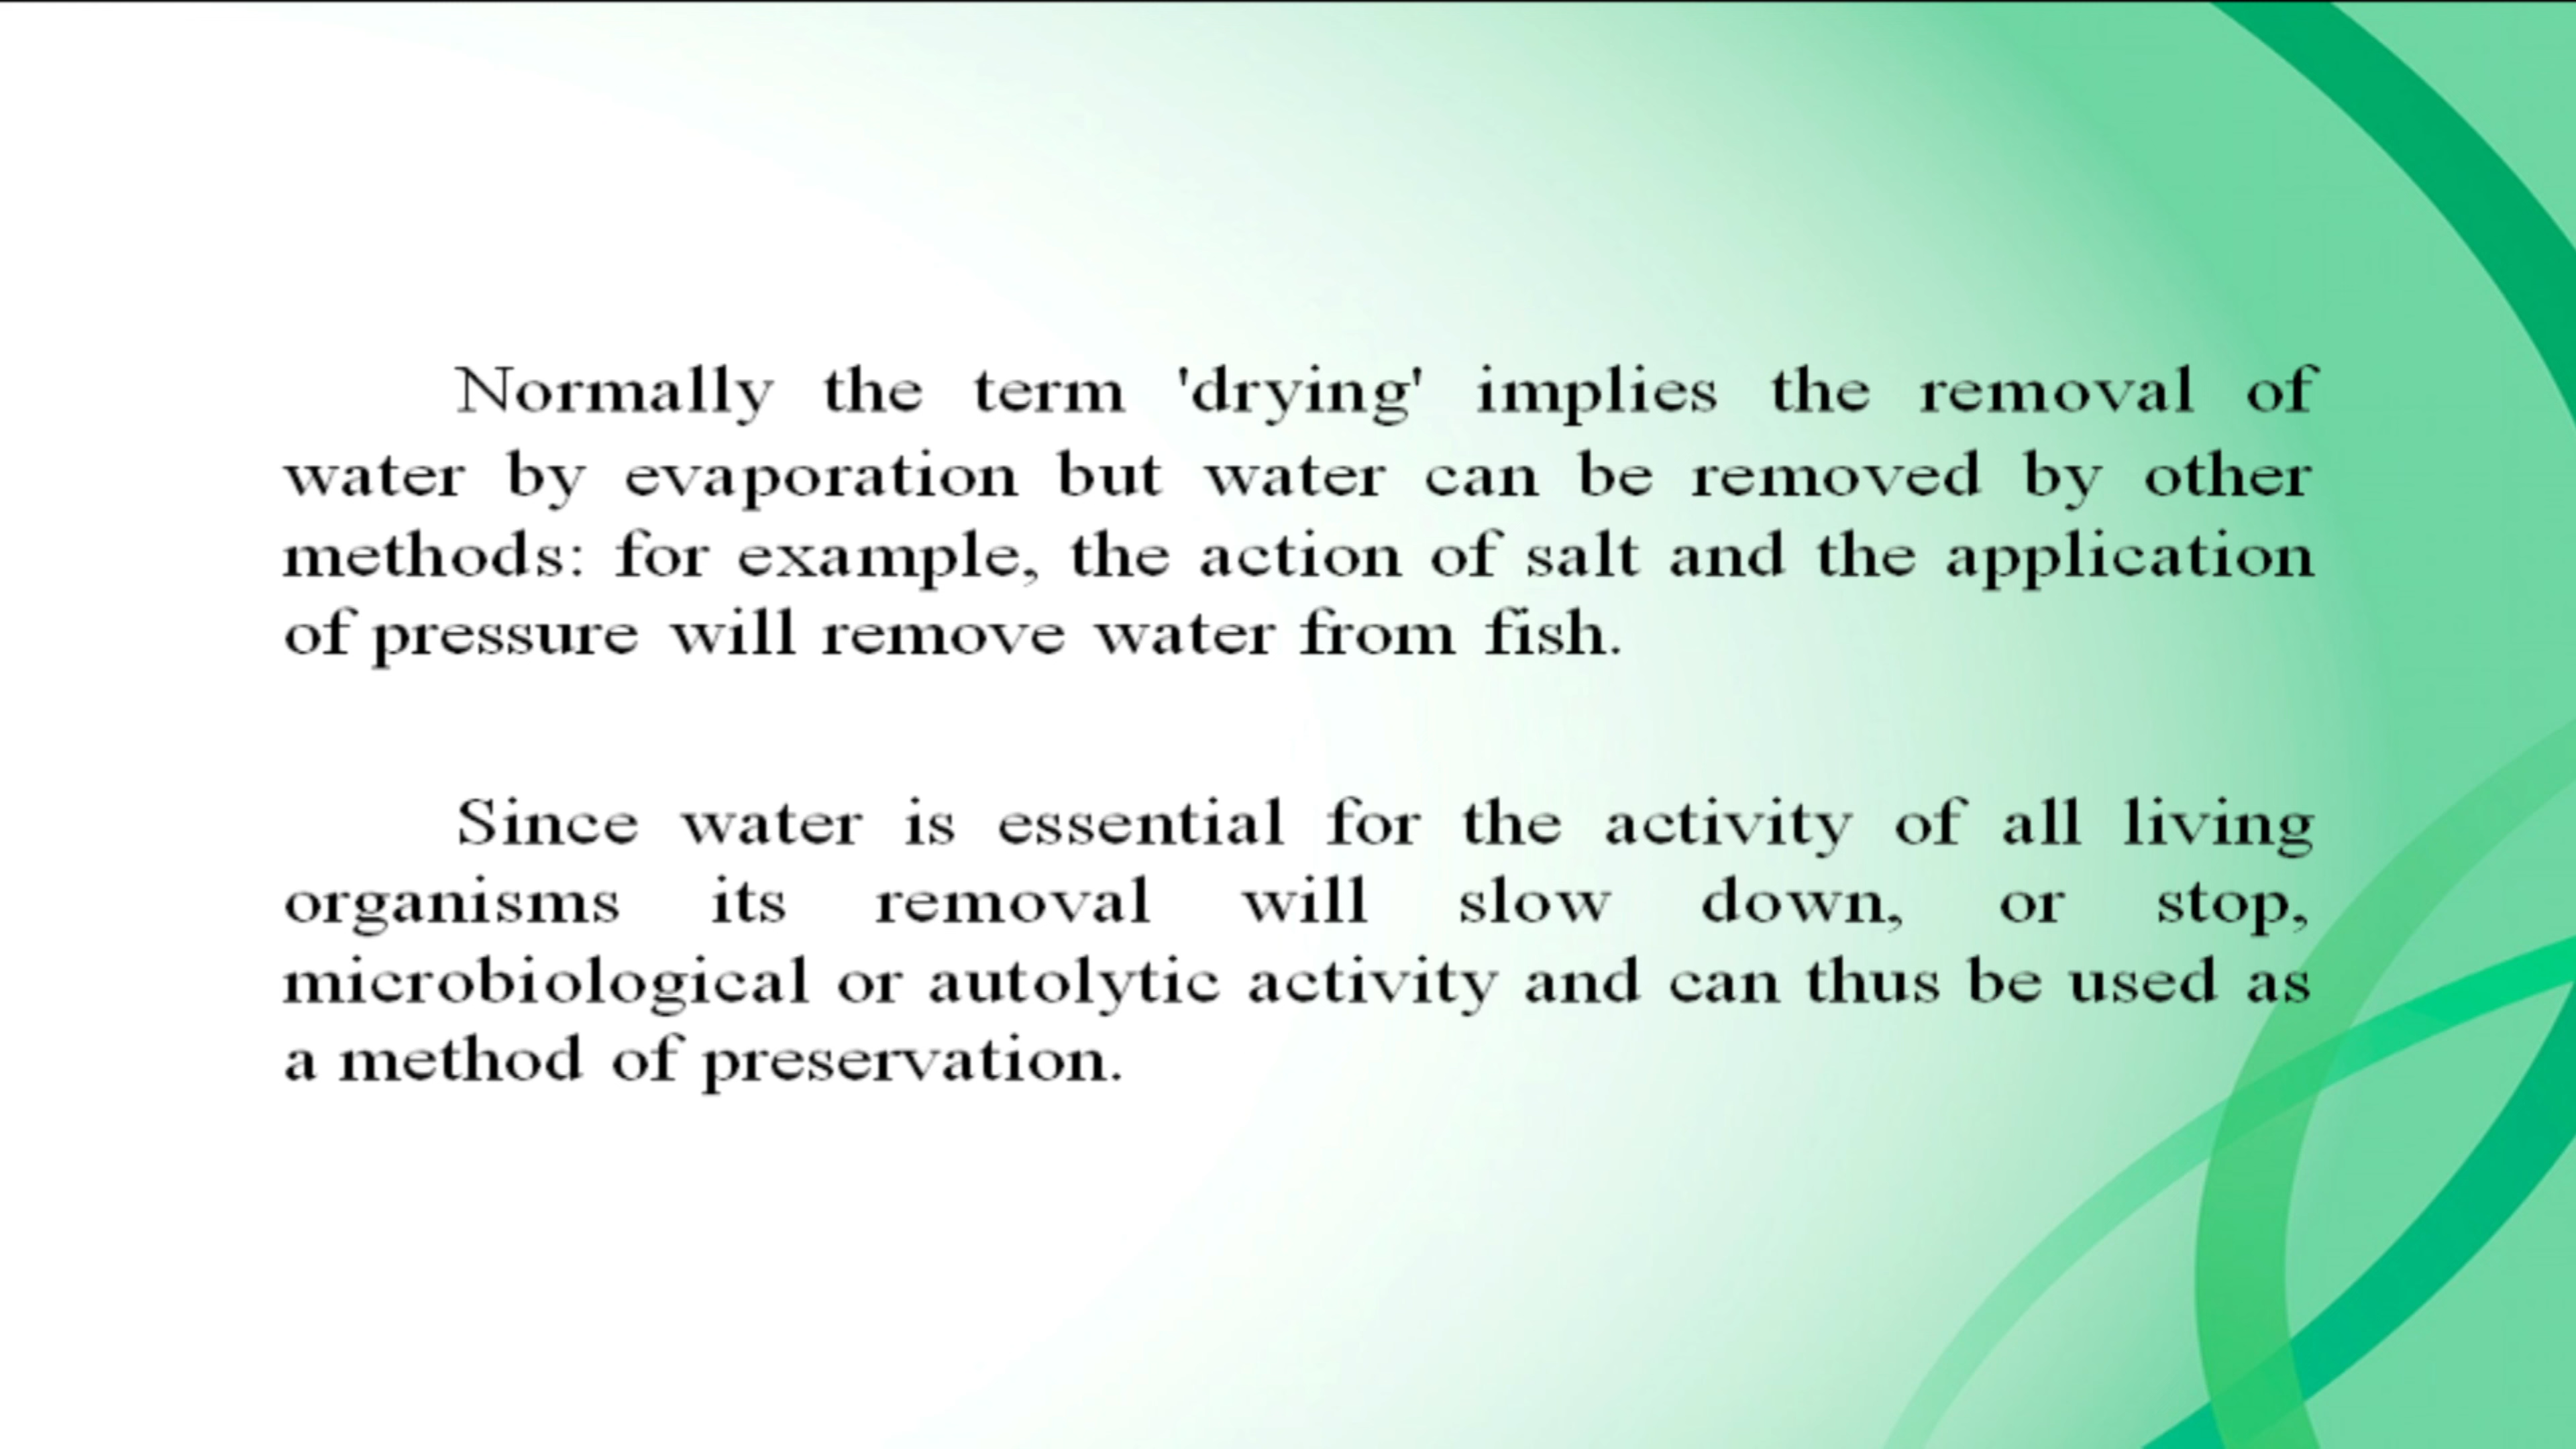 Normally the term 'drying' implies the removal of
water by evaporation but water can be removed by other
methods: for example, the action of salt and the application
of pressure will remove water from fish.
Since water is essential for the activity of all living
organisms its removal will slow down, or stop,
microbiological or autolytic activity and can thus be used as
a method of preservation.